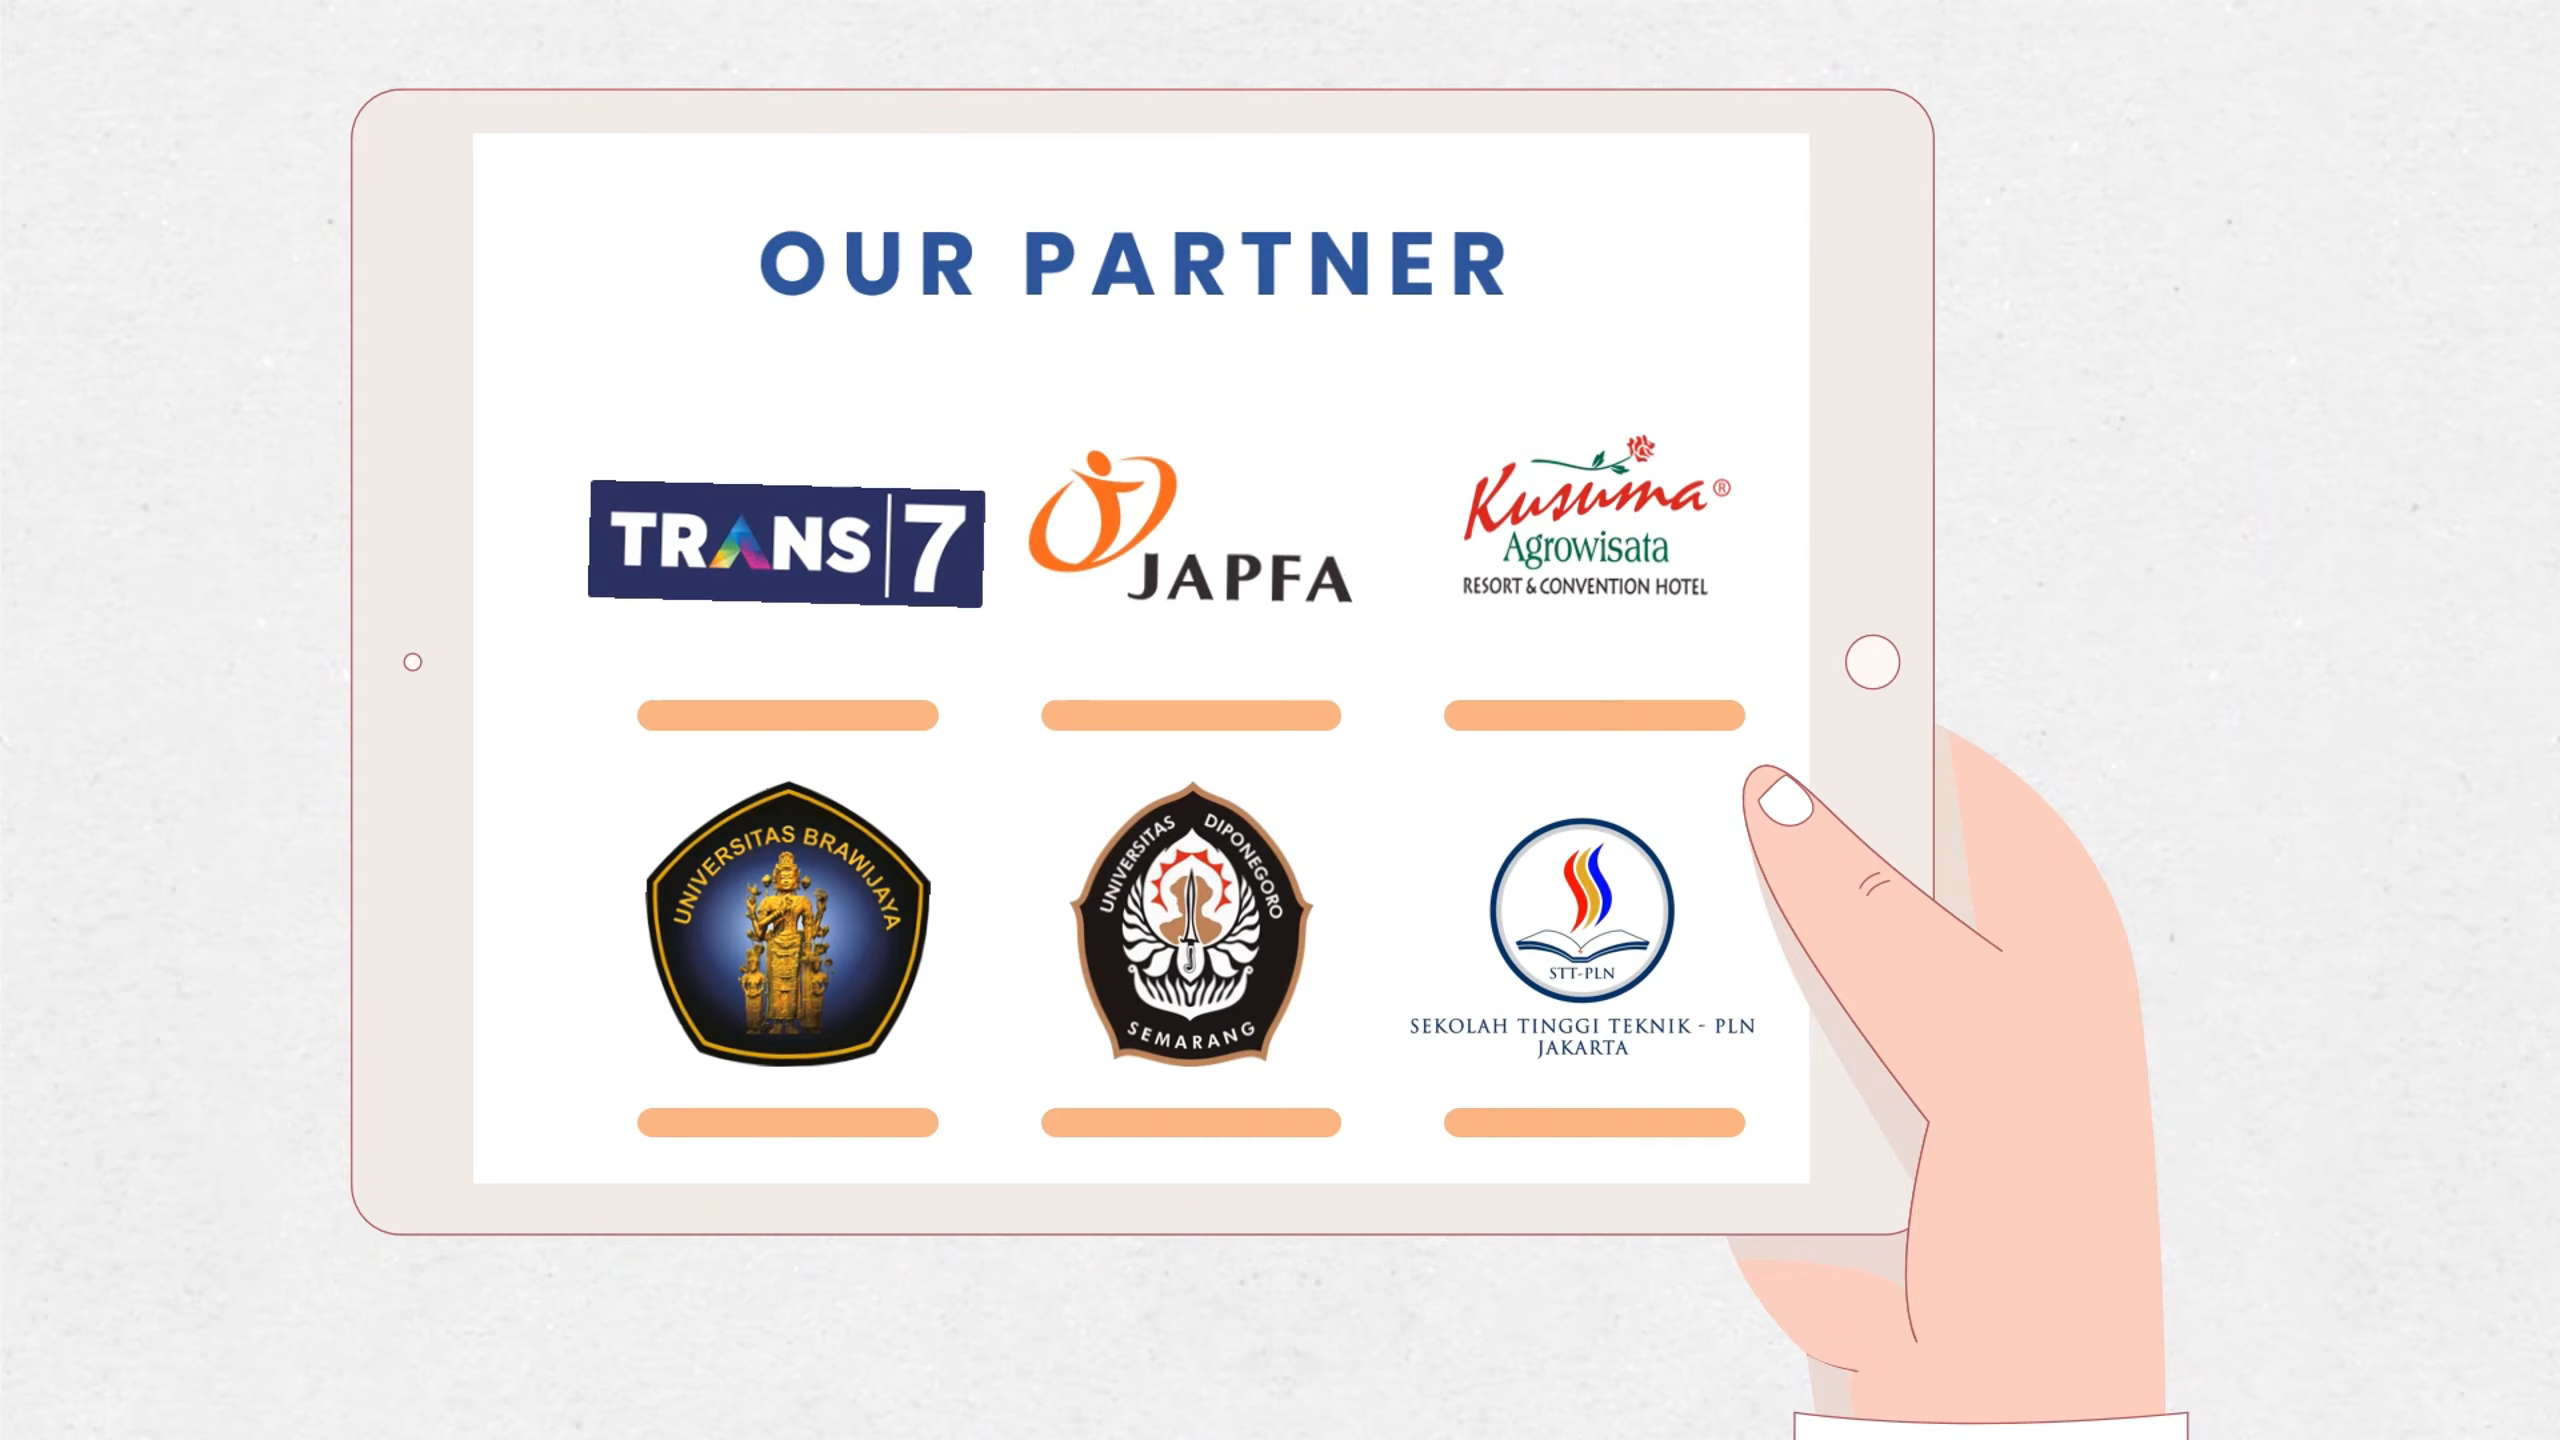 OUR PARTNER
TRANS|7
JAPFA
Kusuma®
Agrowisata
RESORT & CONVENTION HOTEL
UNIVERSITAS BRAWIJAYA
UNIVERSITAS DIPONEGORO
SEMARANG
STT-PLN
SEKOLAH TINGGI TEKNIK - PLN
JAKARTA